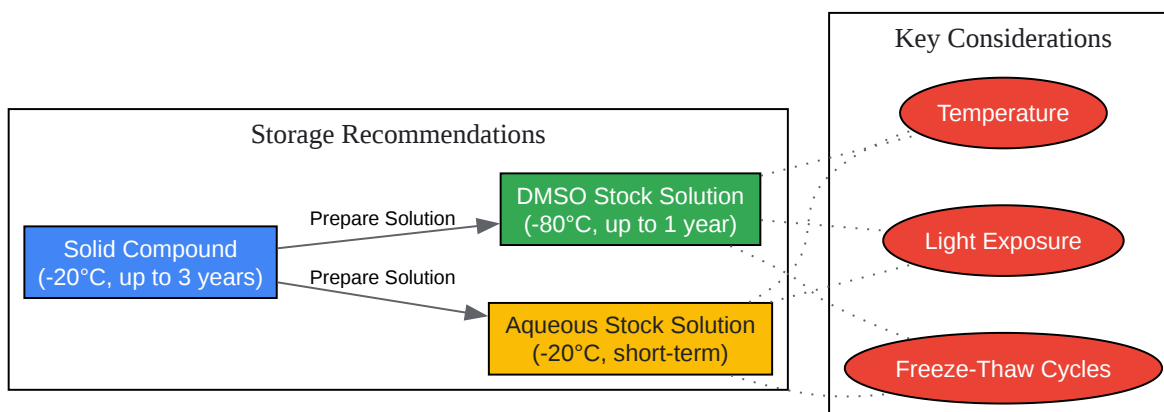 Key Considerations
Temperature
Storage Recommendations
DMSO Stock Solution
(-80°C, up to 1 year)
Prepare Solution
Solid Compound
(-20°C, up to 3 years)
Light Exposure
Prepare Solution
Aqueous Stock Solution
(-20°C, short-term)
Freeze-Thaw Cycles